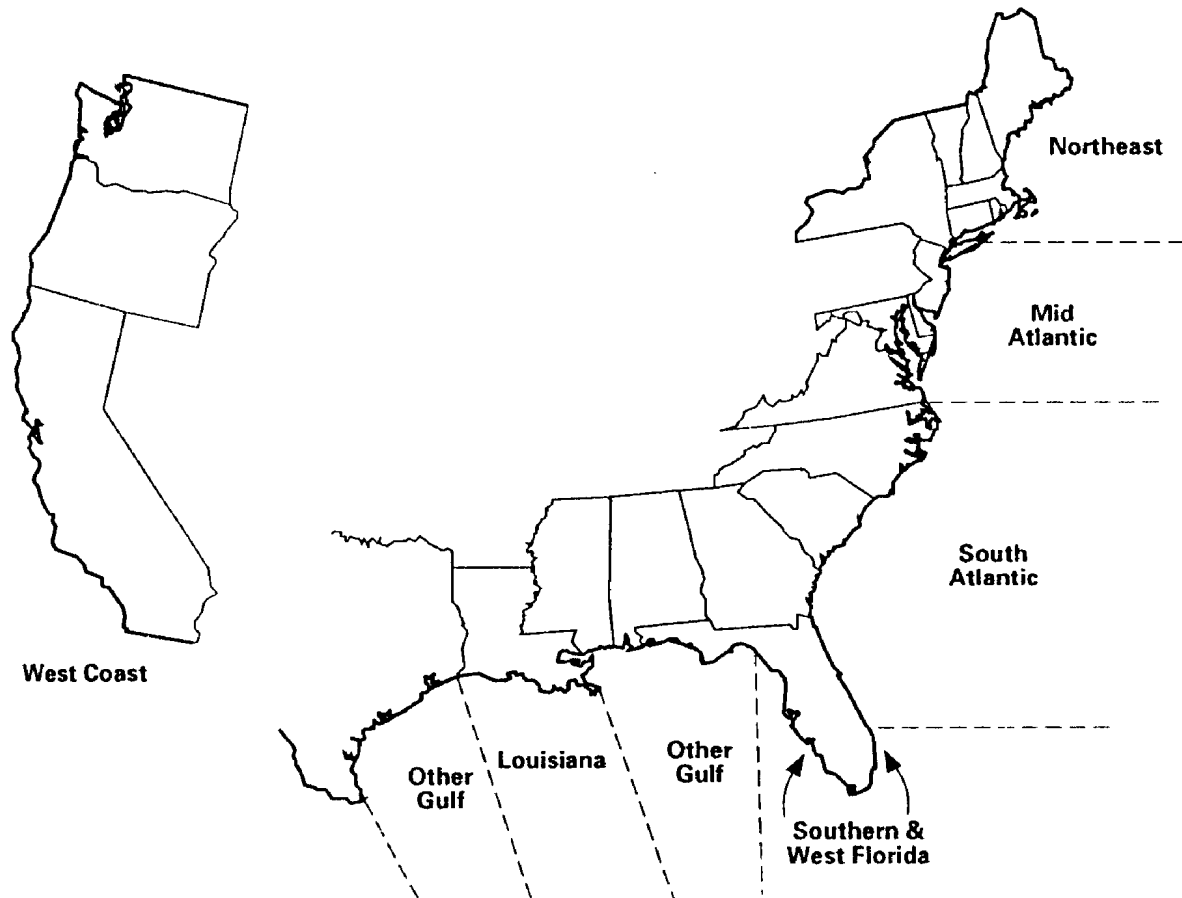 Northeast
Mid
Atlantic
South
Atlantic
West Coast
Other
Gulf
Louisiana
Other
Gulf
Southern &
West Florida